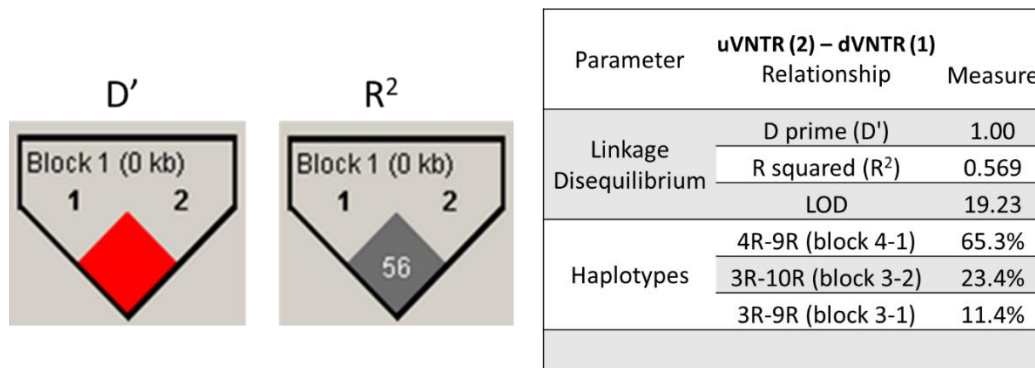 D’
R²
Block 1 (0 kb)
1 2
Block 1 (0 kb)
1 2
56
Parameter
uVNTR (2) – dVNTR (1)
Relationship
Measure
Linkage
Disequilibrium
D prime (D')
1.00
R squared (R²)
0.569
LOD
19.23
Haplotypes
4R-9R (block 4-1)
65.3%
3R-10R (block 3-2)
23.4%
3R-9R (block 3-1)
11.4%